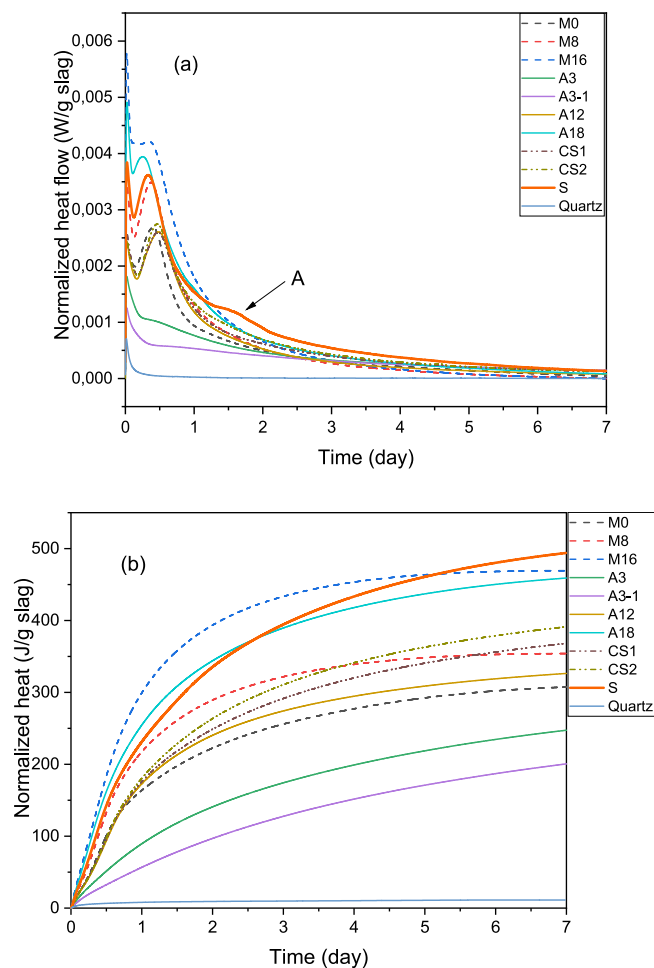 (a)
Normalized heat flow (W/g slag)
0,006
0,005
0,004
0,003
0,002
0,001
0,000
0 1 2 3 4 5 6 7
Time (day)
A
M0
M8
M16
A3
A3-1
A12
A18
CS1
CS2
S
Quartz
(b)
Normalized heat (J/g slag)
500
400
300
200
100
0
0 1 2 3 4 5 6 7
Time (day)
M0
M8
M16
A3
A3-1
A12
A18
CS1
CS2
S
Quartz